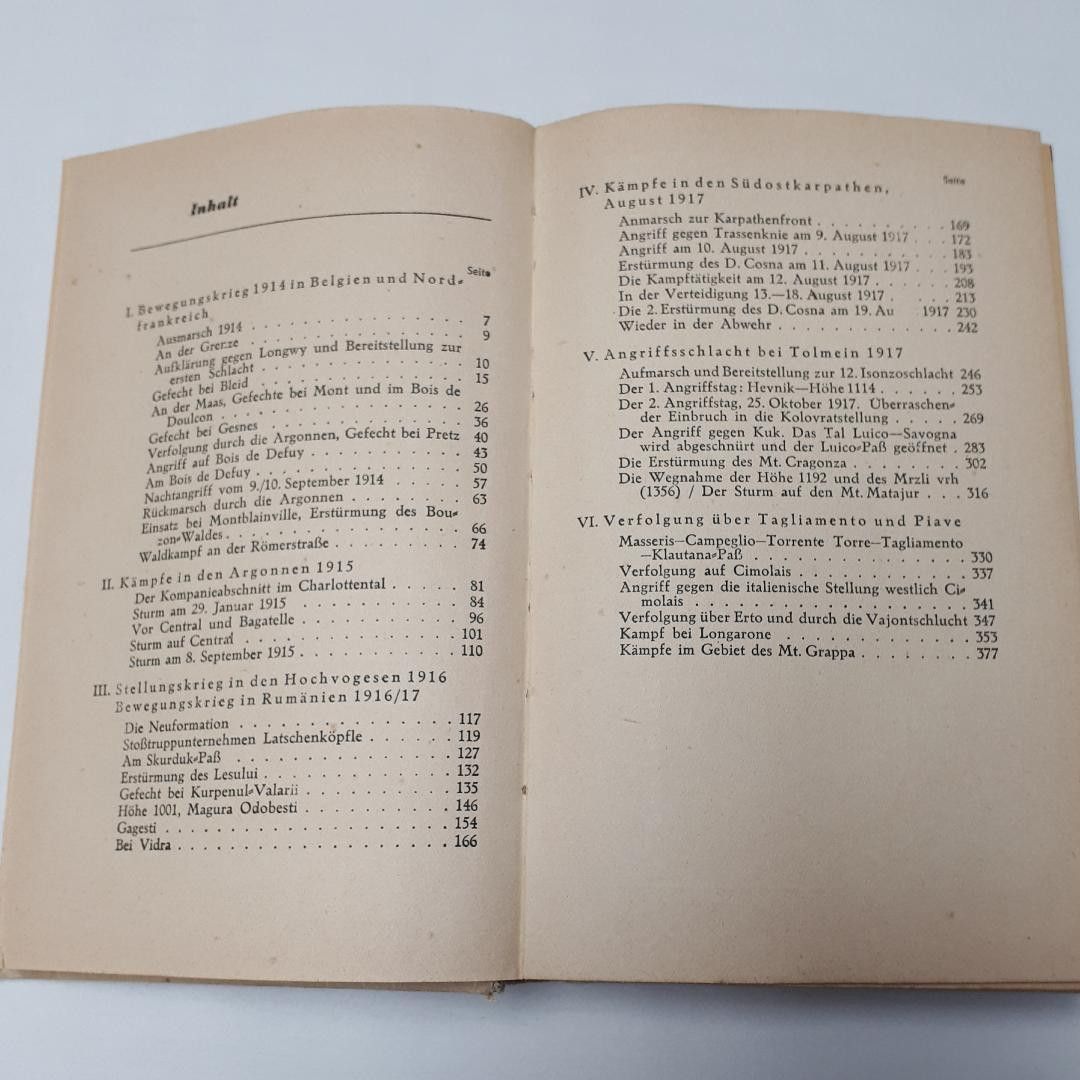 Inhalt
Seite
I. Bewegungskrieg 1914 in Belgien und Nord-
frankreich
Ausmarsch 1914 . . . . . . . . . . . . . . 7
An der Grenze . . . . . . . . . . . . . . 9
Aufklärung gegen Longwy und Bereitstellung zur
ersten Schlacht . . . . . . . . . . . . . 10
Gefecht bei Bleid . . . . . . . . . . . . . 15
An der Maas, Gefechte bei Mont und im Bois de
Doulcon . . . . . . . . . . . . . . . 26
Gefecht bei Gesnes . . . . . . . . . . . . 36
Verfolgung durch die Argonnen, Gefecht bei Pretz 40
Angriff auf Bois de Defuy . . . . . . . . . 43
Am Bois de Defuy . . . . . . . . . . . . 50
Nachtangriff vom 9./10. September 1914 . . . . 57
Rückmarsch durch die Argonnen . . . . . . . 63
Einsatz bei Montblainville, Erstürmung des Bou-
zon-Waldes . . . . . . . . . . . . . . 66
Waldkampf an der Römerstraße . . . . . . . 74
II. Kämpfe in den Argonnen 1915
Der Kompanieabschnitt im Charlottental . . . . . 81
Sturm am 29. Januar 1915 . . . . . . . . . . 84
Vor Central und Bagatelle . . . . . . . . . . 96
Sturm auf Central . . . . . . . . . . . . . 101
Sturm am 8. September 1915 . . . . . . . . . 110
III. Stellungskrieg in den Hochvogesen 1916
Bewegungskrieg in Rumänien 1916/17
Die Neuformation . . . . . . . . . . . . . 117
Stoßtruppunternehmen Latschenköpfle . . . . . . 119
Am Skurduk-Paß . . . . . . . . . . . . . 127
Erstürmung des Lesului . . . . . . . . . . . 132
Gefecht bei Kurpenul-Valarii . . . . . . . . . 135
Höhe 1001, Magura Odobesti . . . . . . . . . 146
Gagesti . . . . . . . . . . . . . . . . . 154
Bei Vidra . . . . . . . . . . . . . . . . 166
Seite
IV. Kämpfe in den Südostkarpathen,
August 1917
Anmarsch zur Karpathenfront . . . . . . . . . 169
Angriff gegen Trassenknie am 9. August 1917 . . . 172
Angriff am 10. August 1917 . . . . . . . . . . 183
Erstürmung des D. Cosna am 11. August 1917 . . . 193
Die Kampftätigkeit am 12. August 1917 . . . . . 208
In der Verteidigung 13.—18. August 1917 . . . . 213
Die 2. Erstürmung des D. Cosna am 19. Au 1917 230
Wieder in der Abwehr . . . . . . . . . . . . 242
V. Angriffsschlacht bei Tolmein 1917
Aufmarsch und Bereitstellung zur 12. Isonzoschlacht 246
Der 1. Angriffstag: Hevnik—Höhe 1114 . . . . . 253
Der 2. Angriffstag, 25. Oktober 1917. Überraschen-
der Einbruch in die Kolovratstellung . . . . . 269
Der Angriff gegen Kuk. Das Tal Luico—Savogna
wird abgeschnürt und der Luico-Paß geöffnet . 283
Die Erstürmung des Mt. Cragonza . . . . . . . 302
Die Wegnahme der Höhe 1192 und des Mrzli vrh
(1356) / Der Sturm auf den Mt. Matajur . . . 316
VI. Verfolgung über Tagliamento und Piave
Masseris—Campeglio—Torrente Torre—Tagliamento
—Klautana-Paß . . . . . . . . . . . . . 330
Verfolgung auf Cimolais . . . . . . . . . . . 337
Angriff gegen die italienische Stellung westlich Ci-
molais . . . . . . . . . . . . . . . . . 341
Verfolgung über Erto und durch die Vajontschlucht 347
Kampf bei Longarone . . . . . . . . . . . . 353
Kämpfe im Gebiet des Mt. Grappa . . . . . . . 377